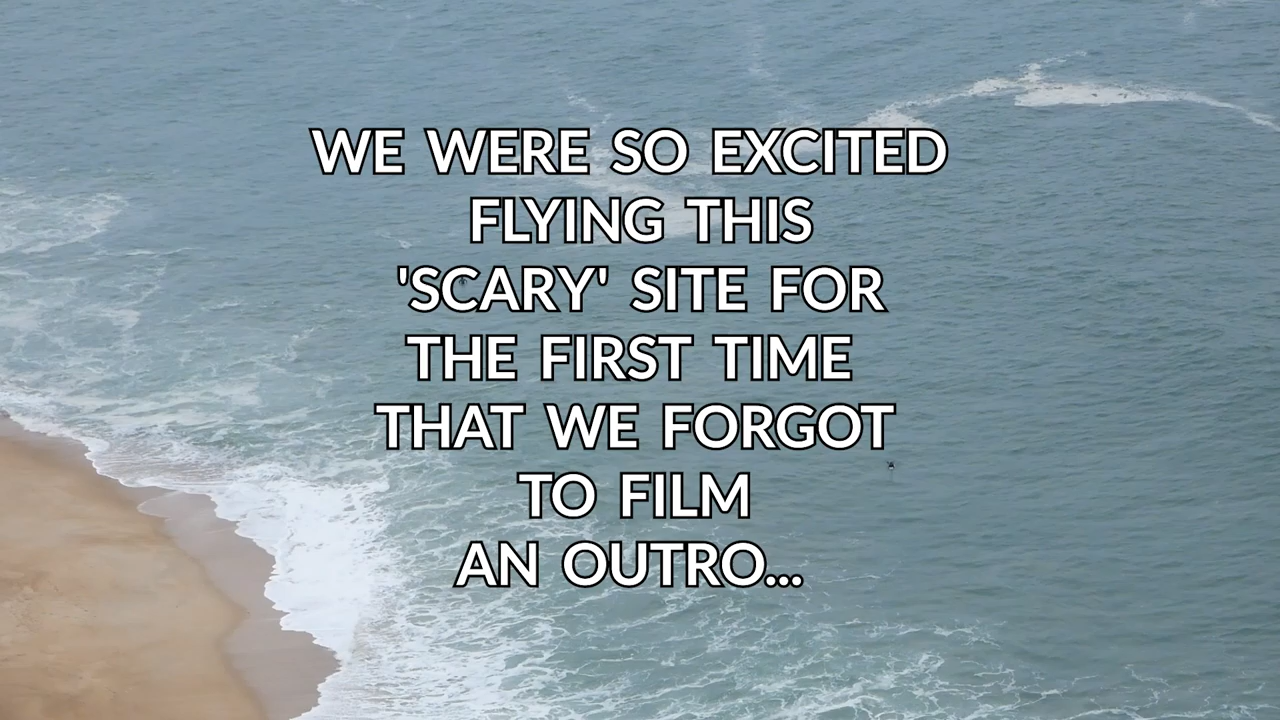 WE WERE SO EXCITED
FLYING THIS
'SCARY' SITE FOR
THE FIRST TIME
THAT WE FORGOT
TO FILM
AN OUTRO...